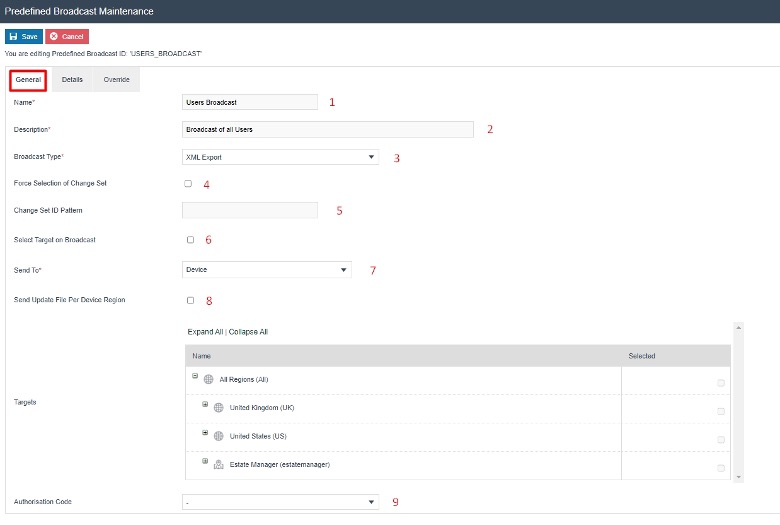 Predefined Broadcast Maintenance
Save Cancel
You are editing Predefined Broadcast ID: 'USERS_BROADCAST'
General Details Override
Name* Users Broadcast 1
Description* Broadcast of all Users 2
Broadcast Type* XML Export 3
Force Selection of Change Set 4
Change Set ID Pattern 5
Select Target on Broadcast 6
Send To* Device 7
Send Update File Per Device Region 8
Expand All | Collapse All
Name Selected
All Regions (All)
Targets United Kingdom (UK)
United States (US)
Estate Manager (estatemanager)
Authorisation Code - 9